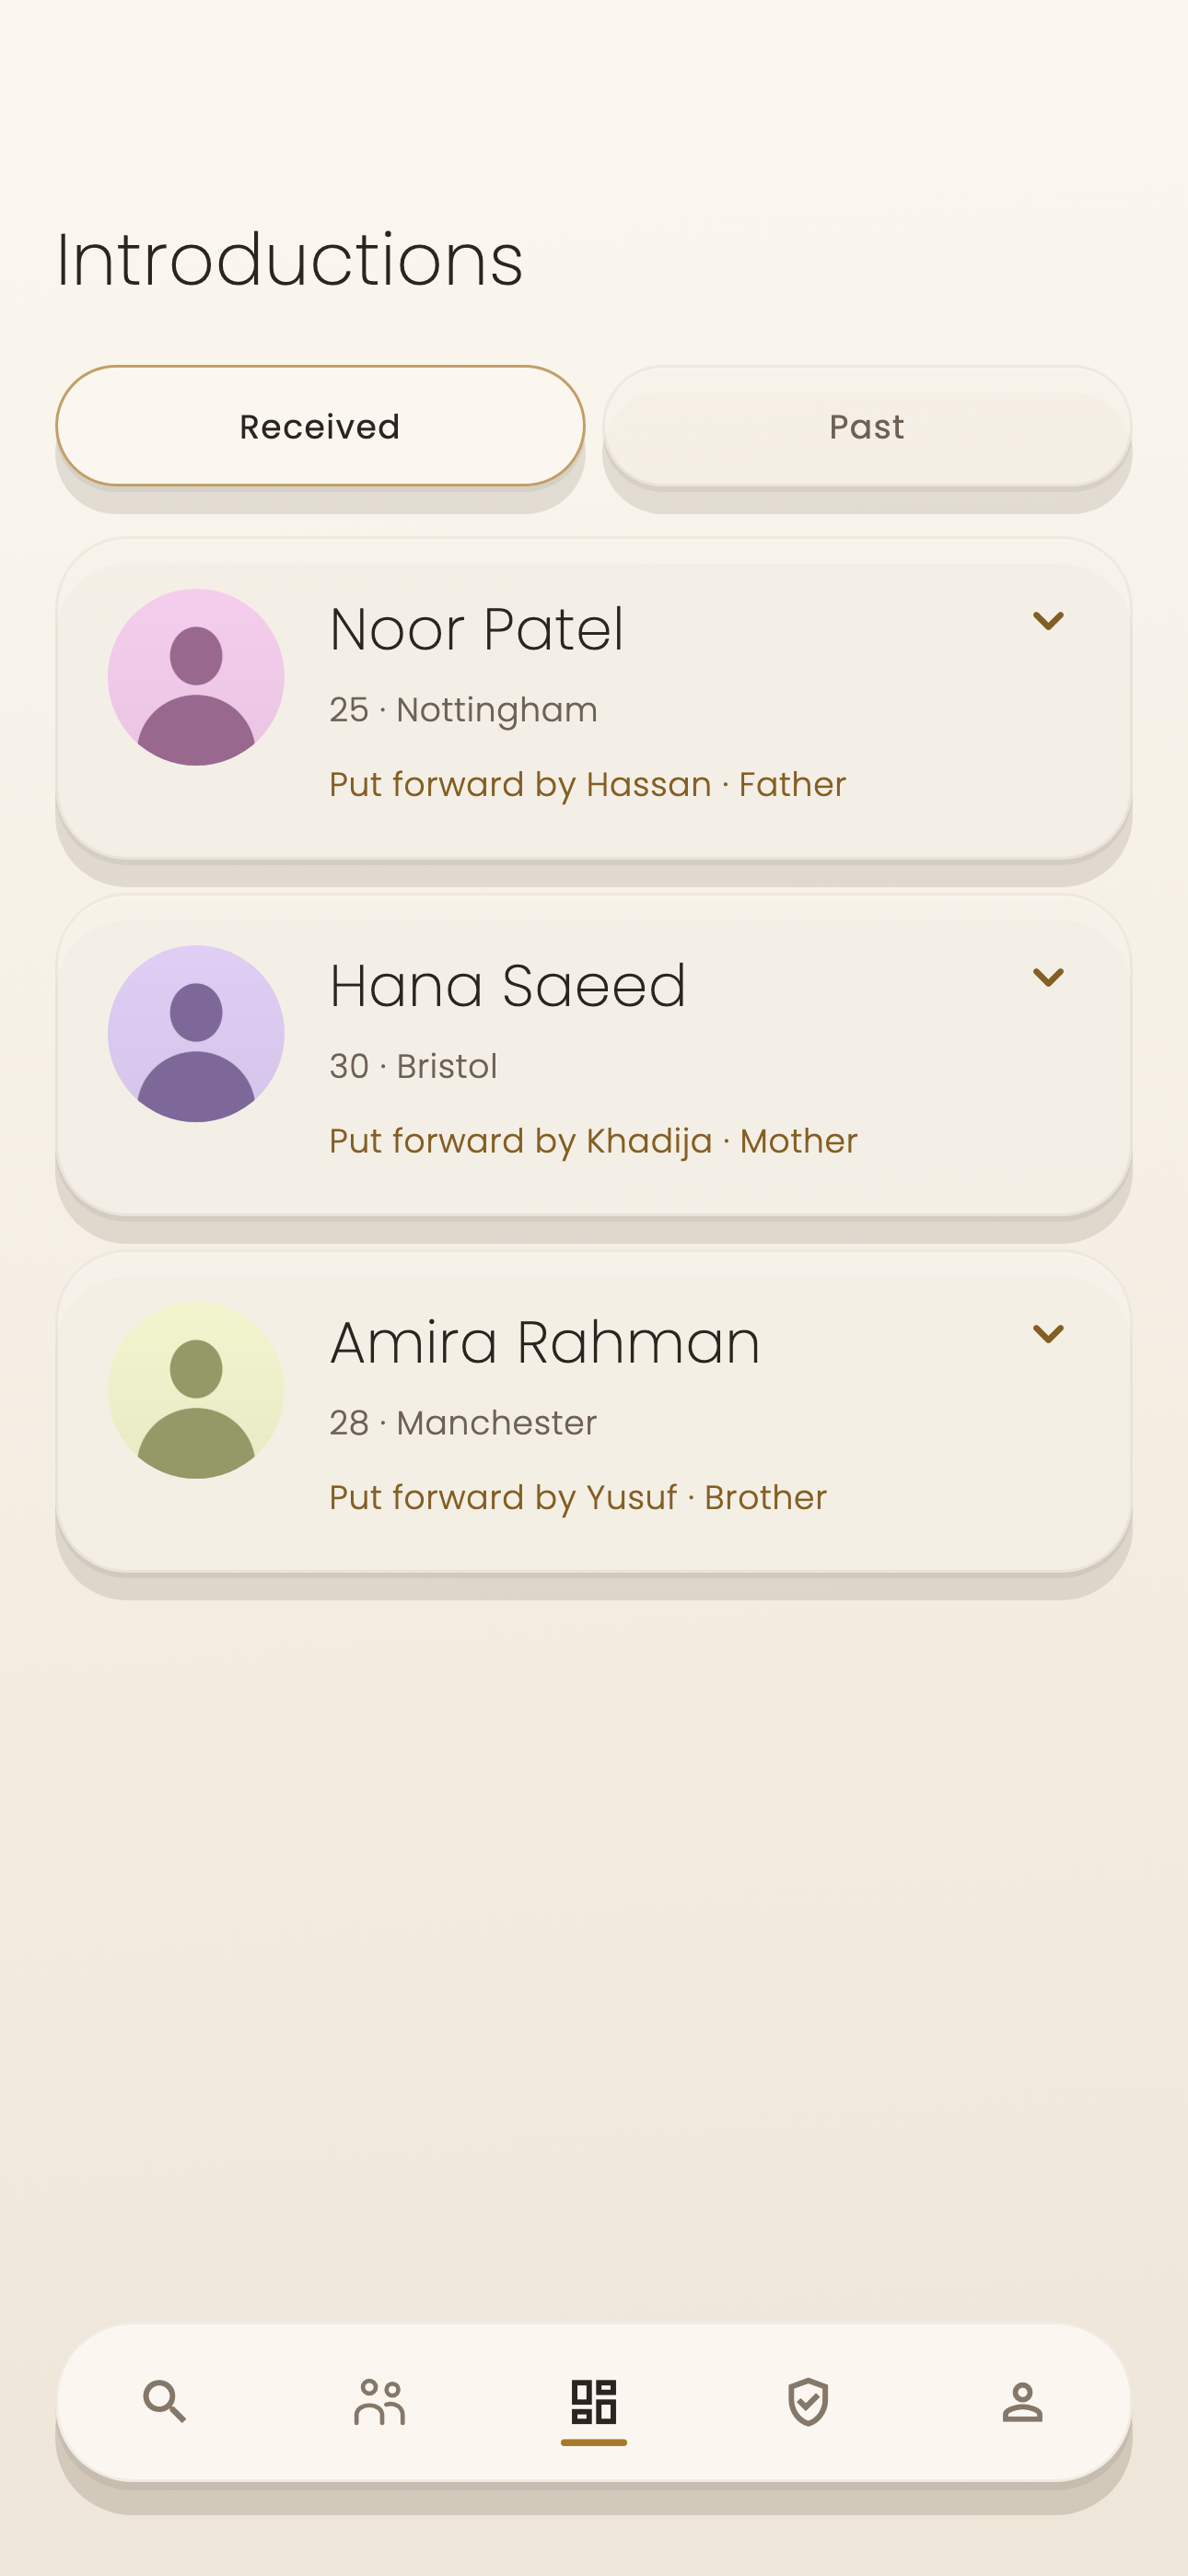 Introductions
Received
Past
Noor Patel
25 · Nottingham
Put forward by Hassan · Father
Hana Saeed
30 · Bristol
Put forward by Khadija · Mother
Amira Rahman
28 · Manchester
Put forward by Yusuf · Brother